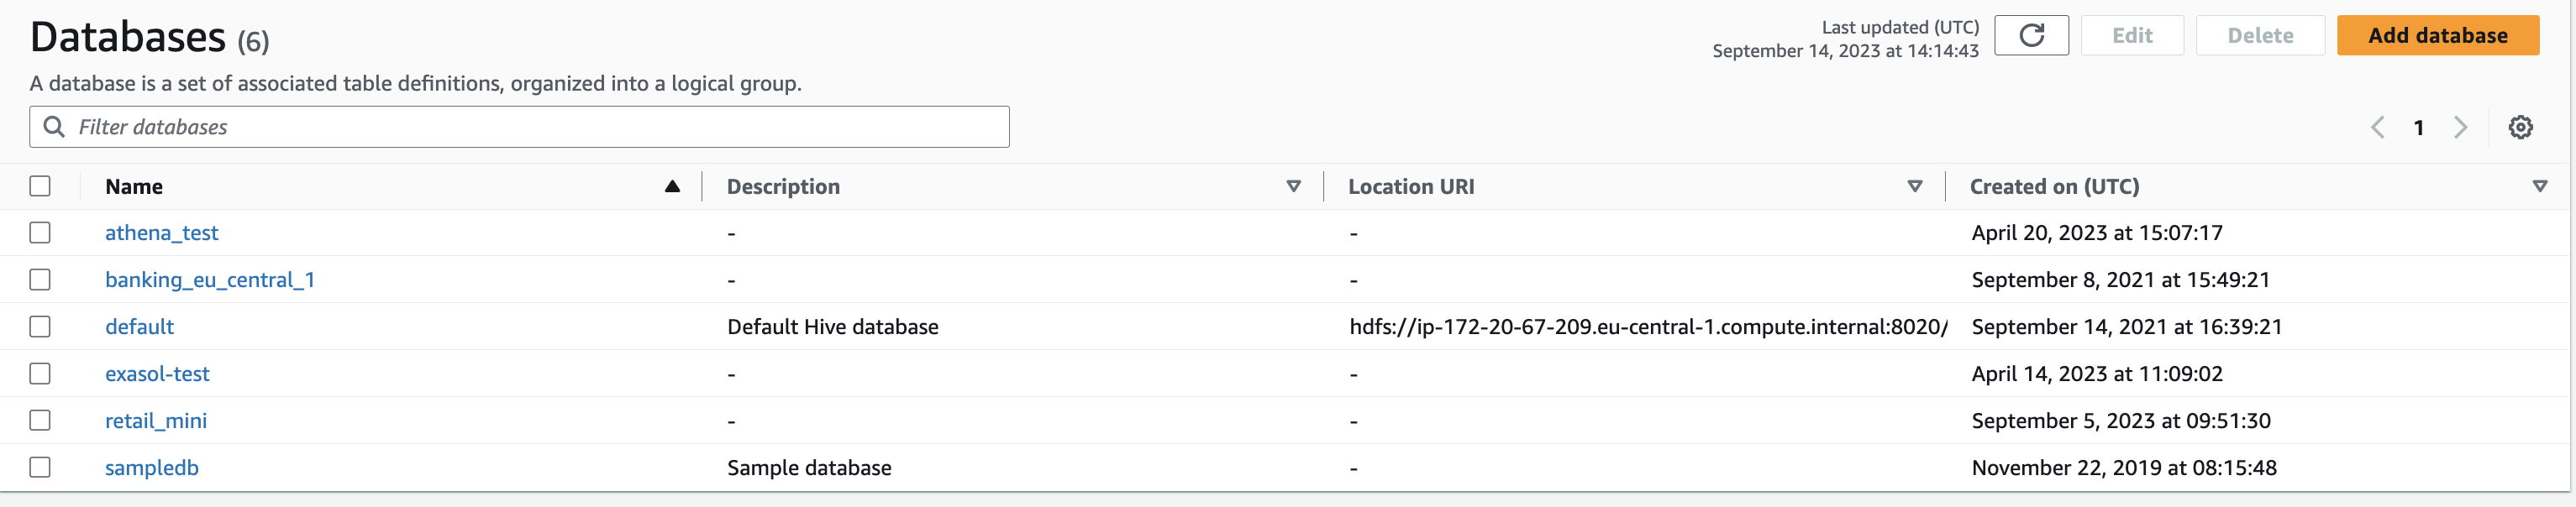 Databases (6)
Last updated (UTC)
September 14, 2023 at 14:14:43
Edit
Delete
Add database
A database is a set of associated table definitions, organized into a logical group.
Filter databases
1
Name Description Location URI Created on (UTC)
athena_test - - April 20, 2023 at 15:07:17
banking_eu_central_1 - - September 8, 2021 at 15:49:21
default Default Hive database hdfs://ip-172-20-67-209.eu-central-1.compute.internal:8020/ September 14, 2021 at 16:39:21
exasol-test - - April 14, 2023 at 11:09:02
retail_mini - - September 5, 2023 at 09:51:30
sampledb Sample database - November 22, 2019 at 08:15:48